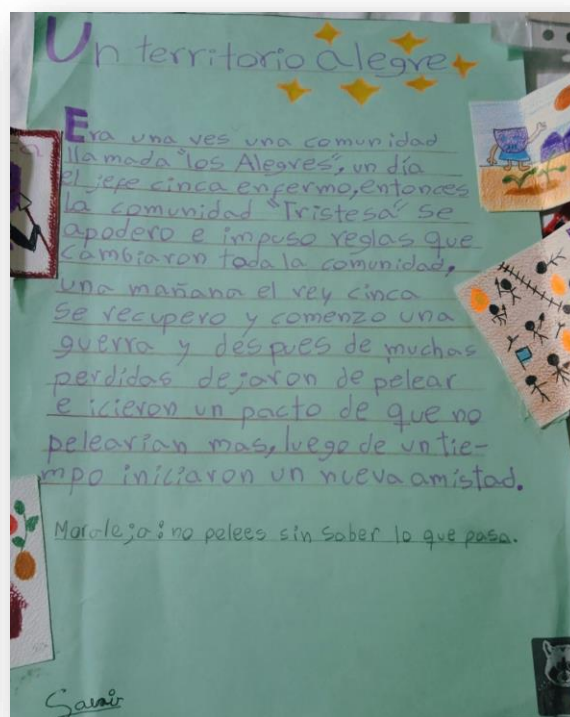 Un territorio alegre
Era una ves una comunidad
llamada "los Alegres", un día
el jefe cinca enfermo, entonces
la comunidad "Tristesa" se
apodero e impuso reglas que
cambiaron toda la comunidad,
una mañana el rey cinca
se recupero y comenzo una
guerra y despues de muchas
perdidas dejaron de pelear
e icieron un pacto de que no
pelearian mas, luego de un tie-
mpo iniciaron un nueva amistad.
Moraleja: no pelees sin saber lo que pasa.